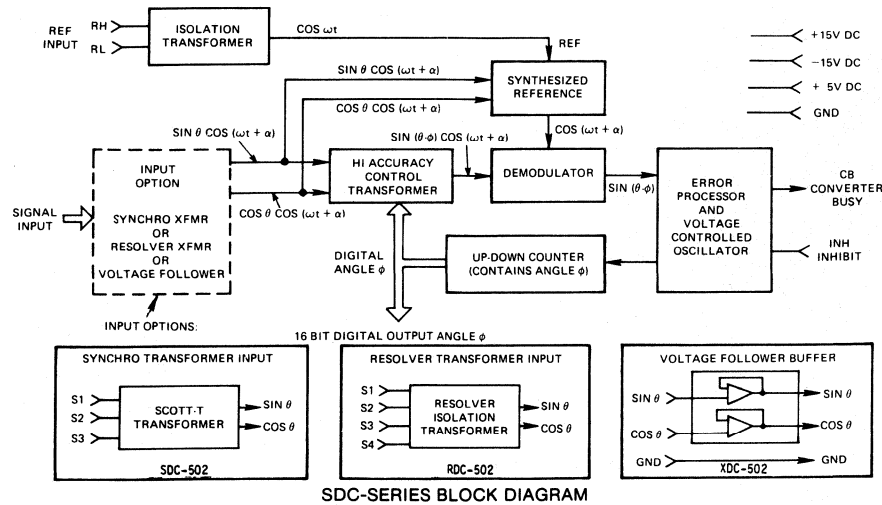 REF
INPUT
RH
RL
ISOLATION
TRANSFORMER
COS ωt
REF
+15V DC
-15V DC
+ 5V DC
GND
SIN θ COS (ωt + α)
COS θ COS (ωt + α)
SYNTHESIZED
REFERENCE
SIN θ COS (ωt + α)
SIN (θ-ϕ) COS (ωt + α)
COS (ωt + α)
SIGNAL
INPUT
INPUT
OPTION
SYNCHRO XFMR
OR
RESOLVER XFMR
OR
VOLTAGE FOLLOWER
COS θ COS (ωt + α)
HI ACCURACY
CONTROL
TRANSFORMER
DEMODULATOR
SIN (θ-ϕ)
ERROR
PROCESSOR
AND
VOLTAGE
CONTROLLED
OSCILLATOR
CB
CONVERTER
BUSY
INH
INHIBIT
DIGITAL
ANGLE ϕ
UP-DOWN COUNTER
(CONTAINS ANGLE ϕ)
INPUT OPTIONS:
16 BIT DIGITAL OUTPUT ANGLE ϕ
SYNCHRO TRANSFORMER INPUT
S1
S2
S3
SCOTT-T
TRANSFORMER
SIN θ
COS θ
SDC-502
RESOLVER TRANSFORMER INPUT
S1
S2
S3
S4
RESOLVER
ISOLATION
TRANSFORMER
SIN θ
COS θ
RDC-502
VOLTAGE FOLLOWER BUFFER
SIN θ
COS θ
GND
SIN θ
COS θ
GND
XDC-502
SDC-SERIES BLOCK DIAGRAM